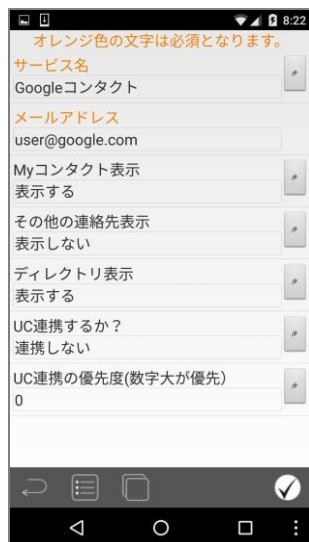 8:22
オレンジ色の文字は必須となります。
サービス名
Googleコンタクト
メールアドレス
user@google.com
Myコンタクト表示
表示する
その他の連絡先表示
表示しない
ディレクトリ表示
表示する
UC連携するか？
連携しない
UC連携の優先度(数字大が優先)
0